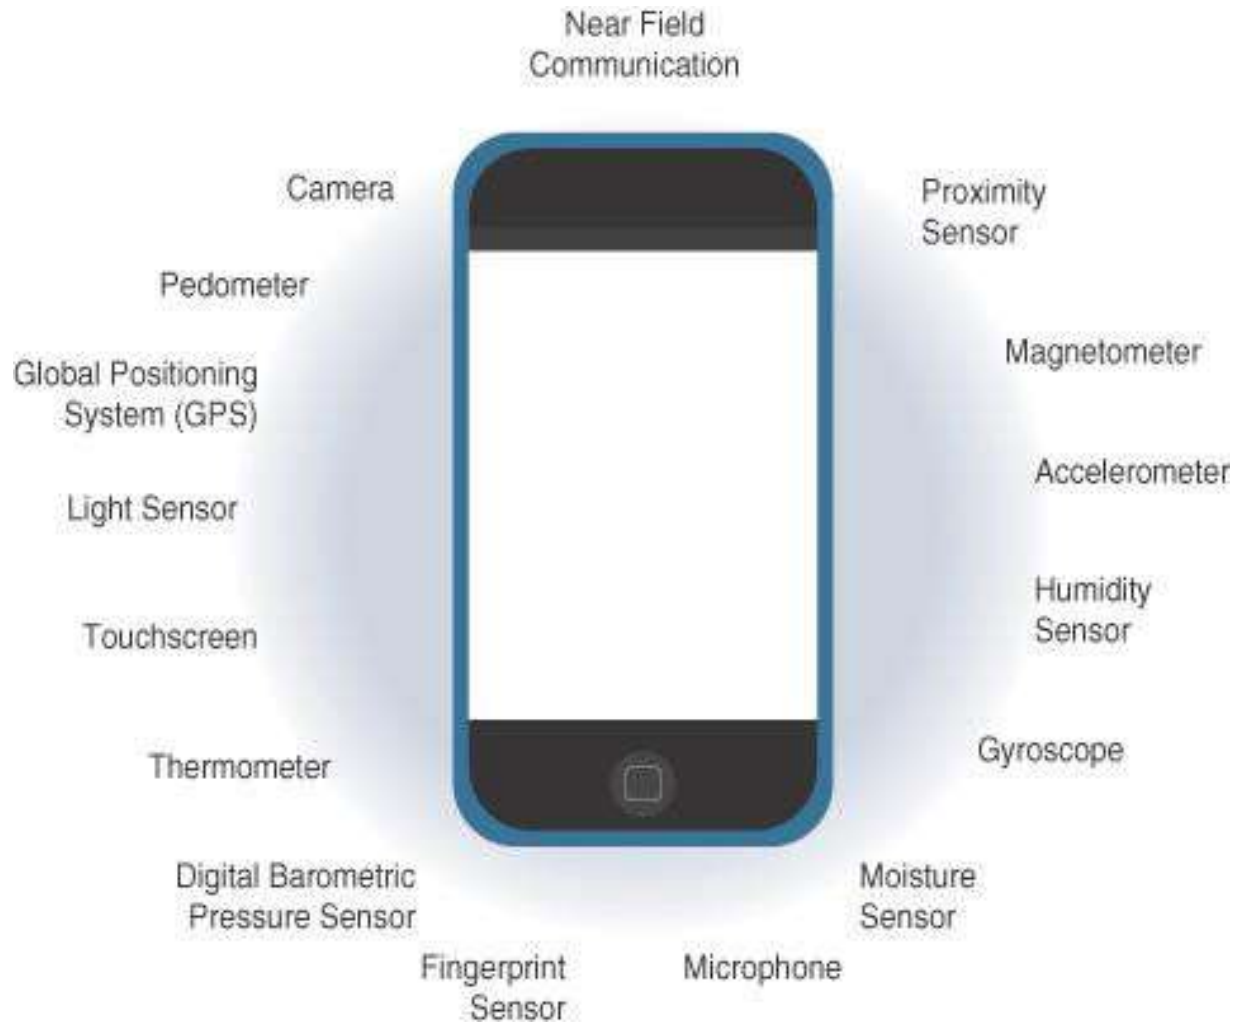 Near Field
Communication
Camera
Proximity
Sensor
Pedometer
Magnetometer
Global Positioning
System (GPS)
Accelerometer
Light Sensor
Humidity
Sensor
Touchscreen
Gyroscope
Thermometer
Digital Barometric
Pressure Sensor
Moisture
Sensor
Fingerprint
Sensor
Microphone